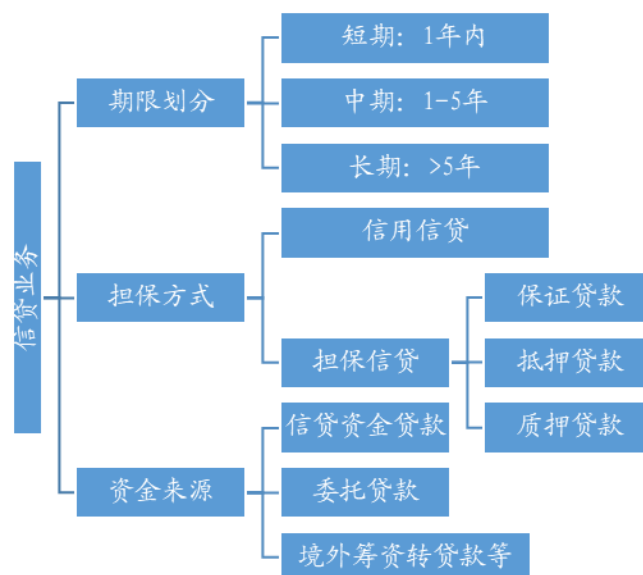 信贷业务
期限划分
短期：1年内
中期：1-5年
长期：>5年
担保方式
信用信贷
担保信贷
保证贷款
抵押贷款
质押贷款
资金来源
信贷资金贷款
委托贷款
境外筹资转贷款等